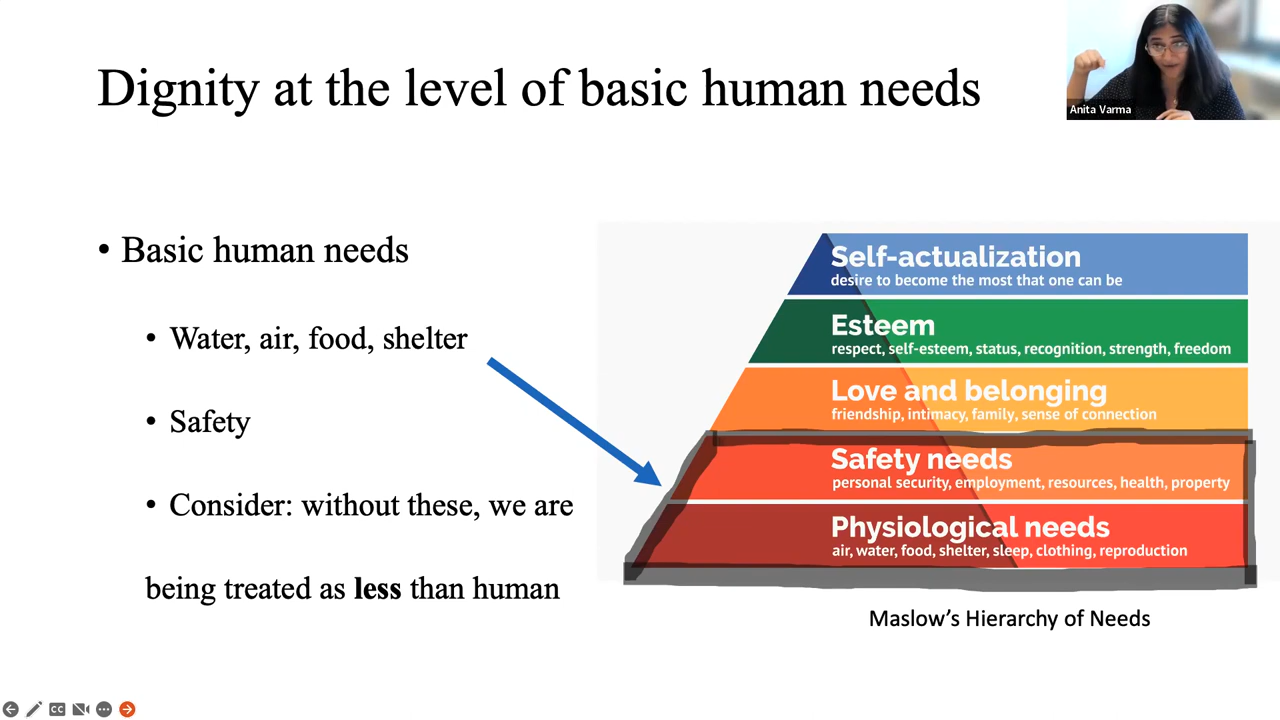 Dignity at the level of basic human needs
Anita Varma
• Basic human needs
• Water, air, food, shelter
• Safety
• Consider: without these, we are
being treated as less than human
Self-actualization
desire to become the most that one can be
Esteem
respect, self-esteem, status, recognition, strength, freedom
Love and belonging
friendship, intimacy, family, sense of connection
Safety needs
personal security, employment, resources, health, property
Physiological needs
air, water, food, shelter, sleep, clothing, reproduction
Maslow’s Hierarchy of Needs
CC